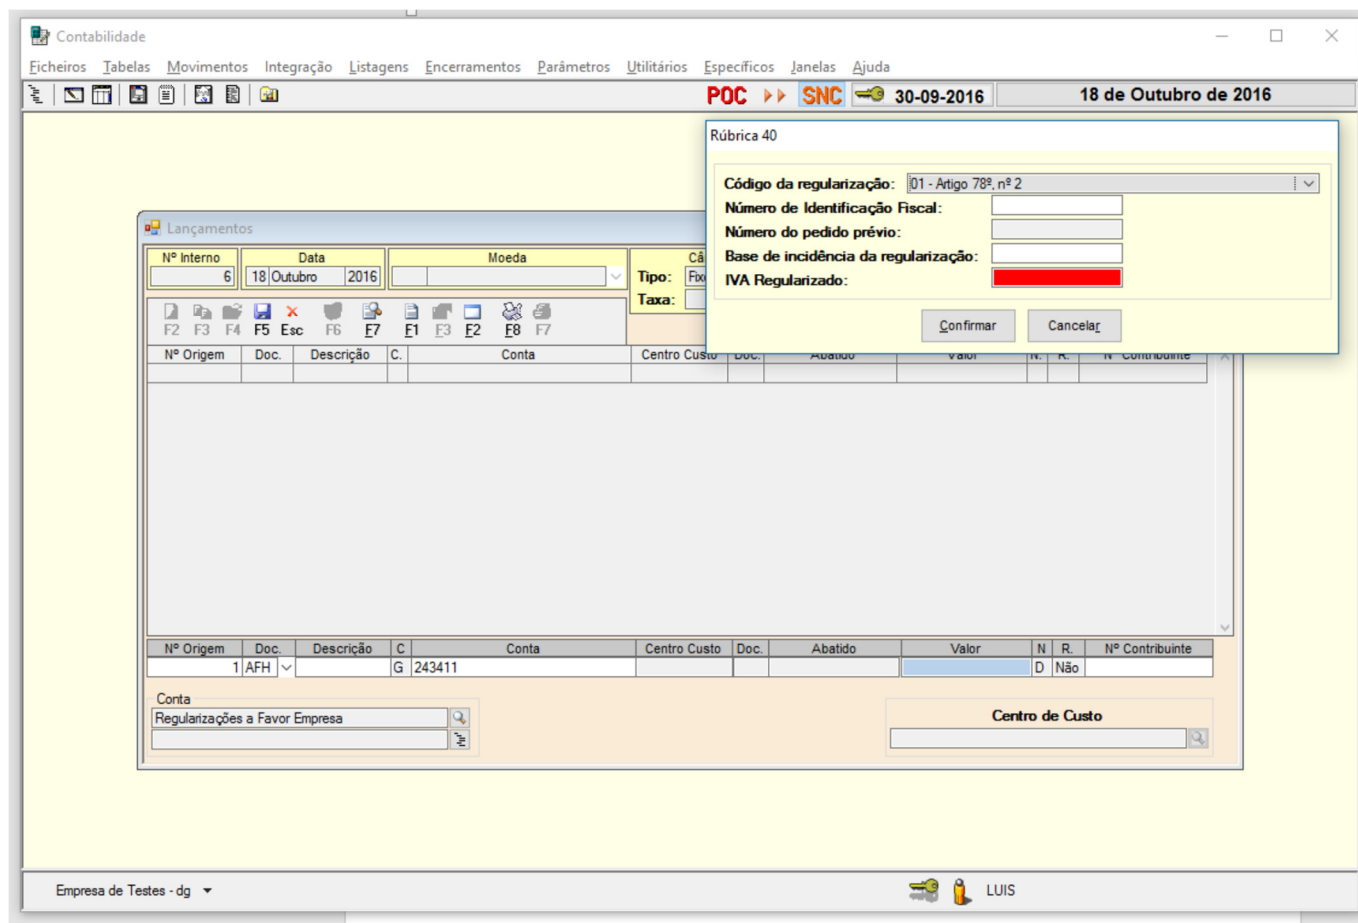 Contabilidade
Ficheiros Tabelas Movimentos Integração Listagens Encerramentos Parâmetros Utilitários Específicos Janelas Ajuda
POC SNC 30-09-2016 18 de Outubro de 2016
Rúbrica 40
Código da regularização: 01 - Artigo 78º, nº 2
Número de Identificação Fiscal:
Número do pedido prévio:
Base de incidência da regularização:
IVA Regularizado:
Confirmar Cancelar
Lançamentos
Nº Interno Data Moeda
6 18 Outubro 2016 Tipo:
Taxa:
F2 F3 F4 F5 Esc F6 F7 F1 F3 F2 F8 F7
Nº Origem Doc. Descrição C. Conta Centro Custo Doc. Abatido Valor N. R. Nº Contribuinte
Nº Origem Doc. Descrição C Conta Centro Custo Doc. Abatido Valor N R. Nº Contribuinte
1 AFH G 243411 D Não
Conta
Regularizações a Favor Empresa
Centro de Custo
Empresa de Testes - dg LUIS